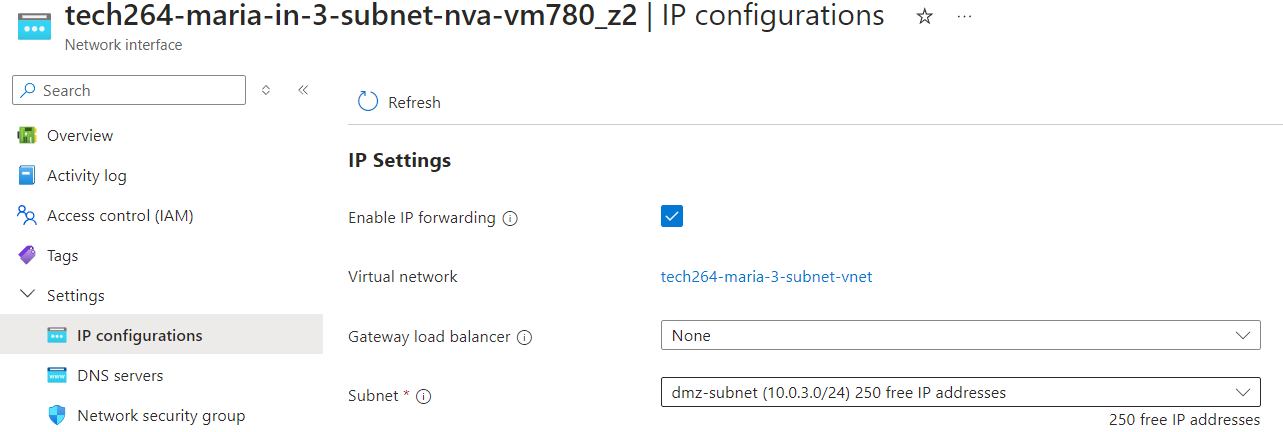 tech264-maria-in-3-subnet-nva-vm780_z2 | IP configurations ☆ ...
Network interface
Search
Refresh
Overview
Activity log
Access control (IAM)
Tags
Settings
IP configurations
DNS servers
Network security group
IP Settings
Enable IP forwarding
Virtual network tech264-maria-3-subnet-vnet
Gateway load balancer None
Subnet * dmz-subnet (10.0.3.0/24) 250 free IP addresses
250 free IP addresses